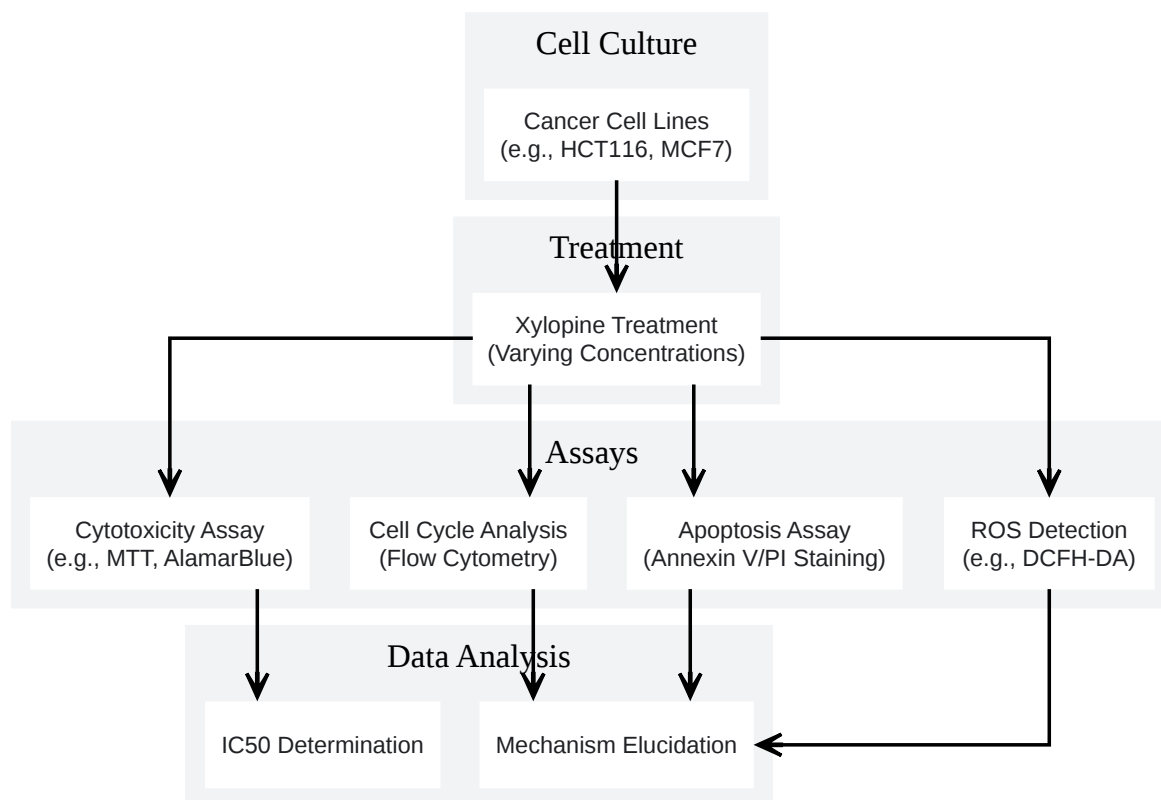 Cell Culture
Cancer Cell Lines
(e.g., HCT116, MCF7)
Treatment
Xylopine Treatment
(Varying Concentrations)
Assays
Cytotoxicity Assay
(e.g., MTT, AlamarBlue)
Cell Cycle Analysis
(Flow Cytometry)
Apoptosis Assay
(Annexin V/PI Staining)
ROS Detection
(e.g., DCFH-DA)
Data Analysis
IC50 Determination
Mechanism Elucidation